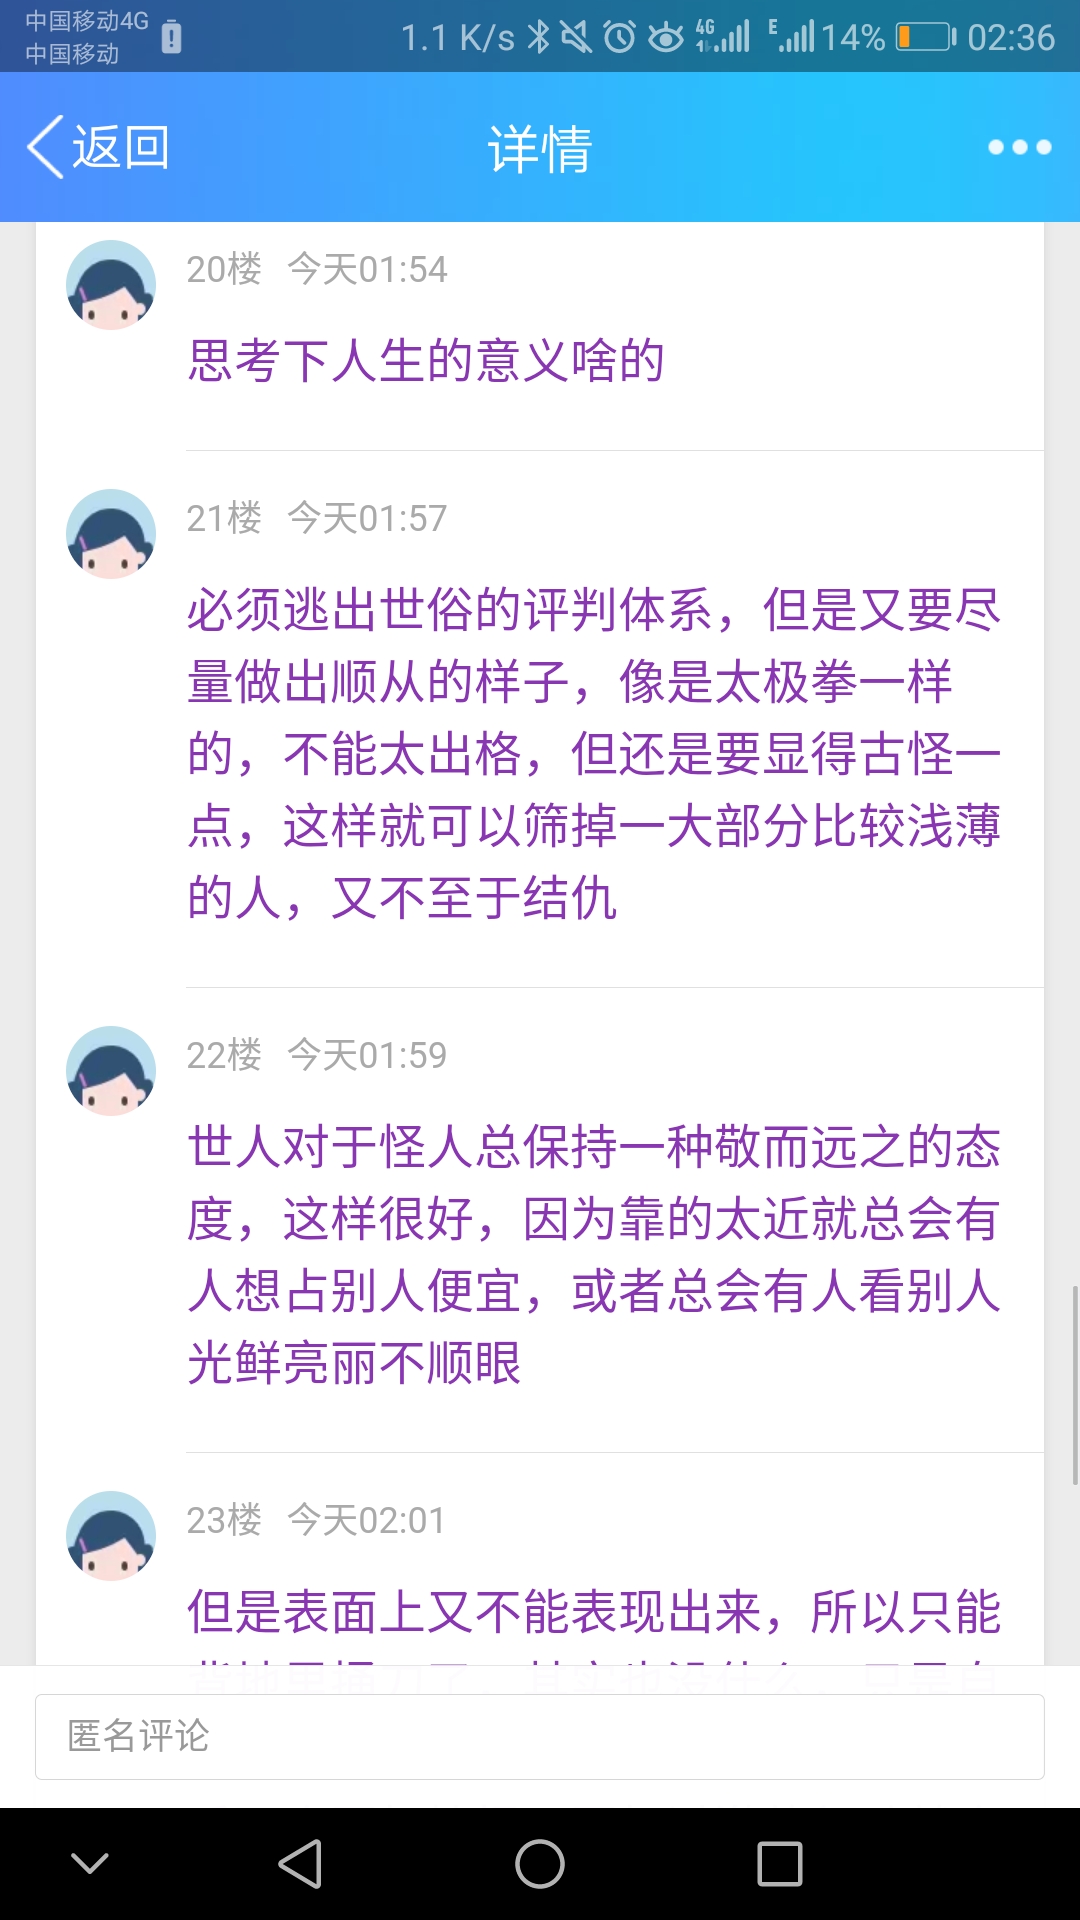 中国移动4G
中国移动
1.1 K/s
4G
E
14%
02:36
返回
详情
20楼 今天01:54
思考下人生的意义啥的
21楼 今天01:57
必须逃出世俗的评判体系，但是又要尽
量做出顺从的样子，像是太极拳一样
的，不能太出格，但还是要显得古怪一
点，这样就可以筛掉一大部分比较浅薄
的人，又不至于结仇
22楼 今天01:59
世人对于怪人总保持一种敬而远之的态
度，这样很好，因为靠的太近就总会有
人想占别人便宜，或者总会有人看别人
光鲜亮丽不顺眼
23楼 今天02:01
但是表面上又不能表现出来，所以只能
匿名评论